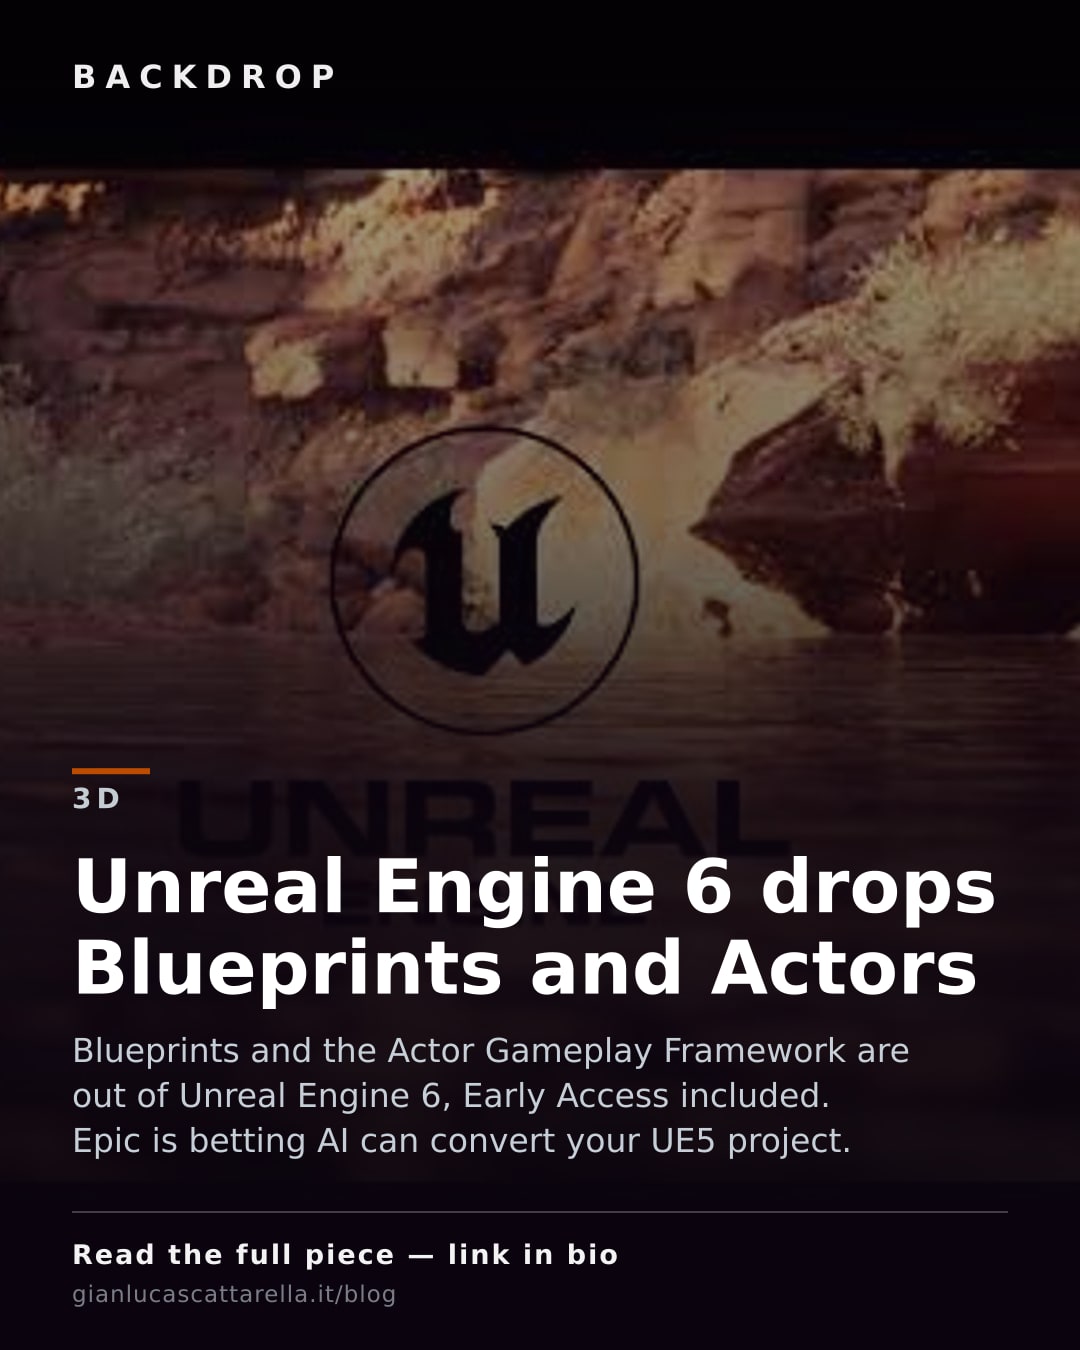 BACKDROP
3D
UNREAL
Unreal Engine 6 drops
Blueprints and Actors
Blueprints and the Actor Gameplay Framework are
out of Unreal Engine 6, Early Access included.
Epic is betting AI can convert your UE5 project.
Read the full piece — link in bio
gianlucascattarella.it/blog